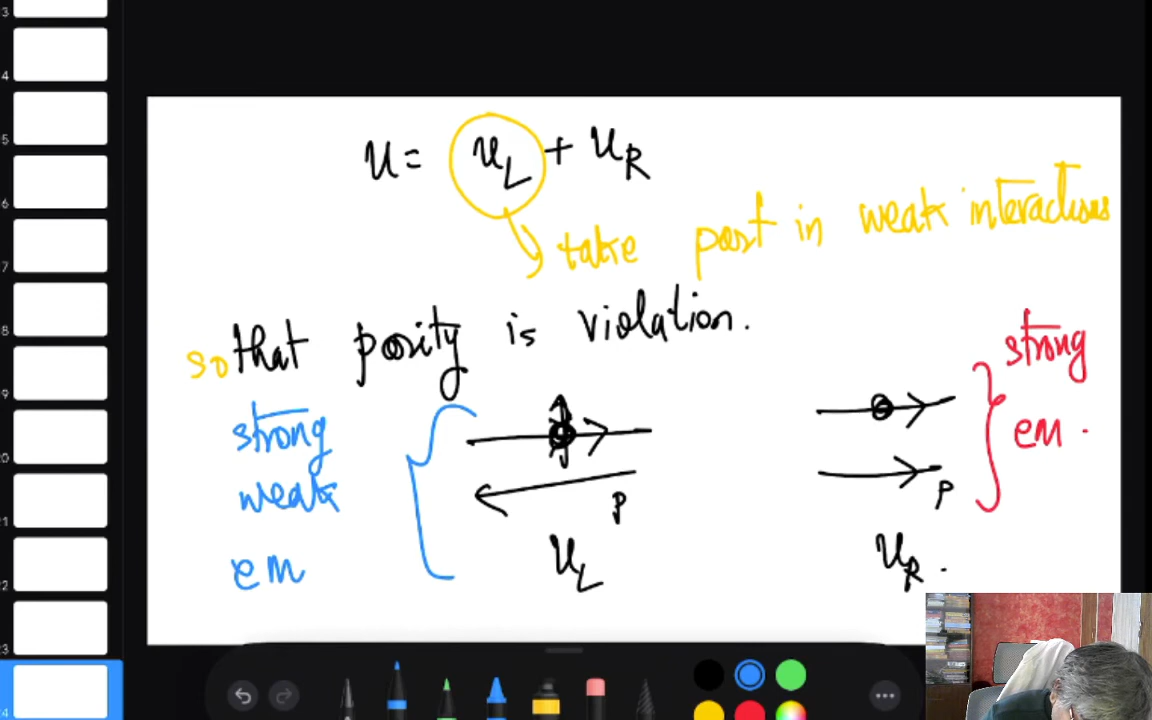 u = u_L + u_R
take part in weak interactions
so that parity is violation.
strong
weak
em
p
u_L
strong
em.
p
u_R.